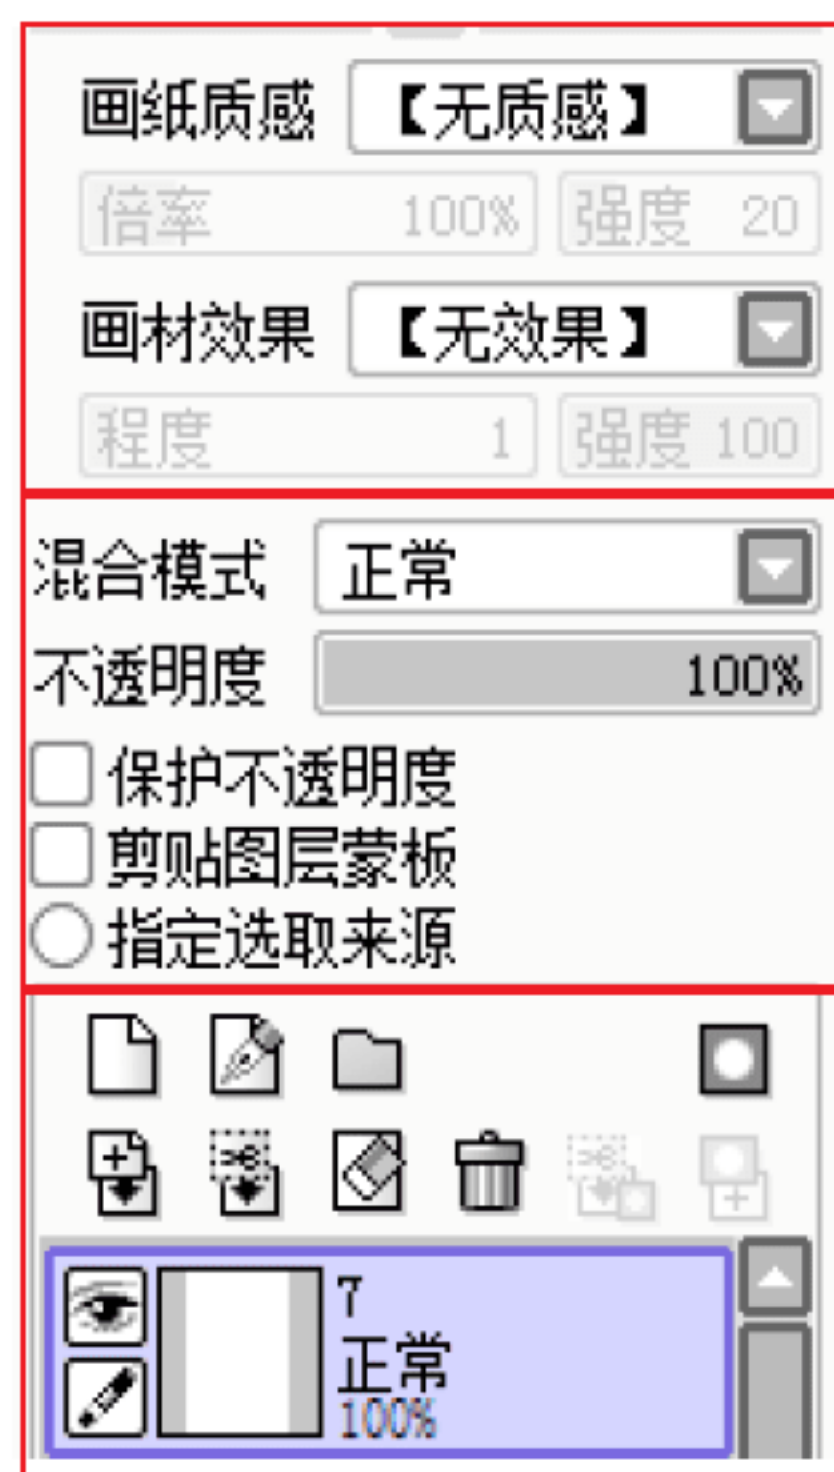 画纸质感 【无质感】
倍率 100% 强度 20
画材效果 【无效果】
程度 1 强度 100
混合模式 正常
不透明度 100%
保护不透明度
剪贴图层蒙板
指定选取来源
7
正常
100%